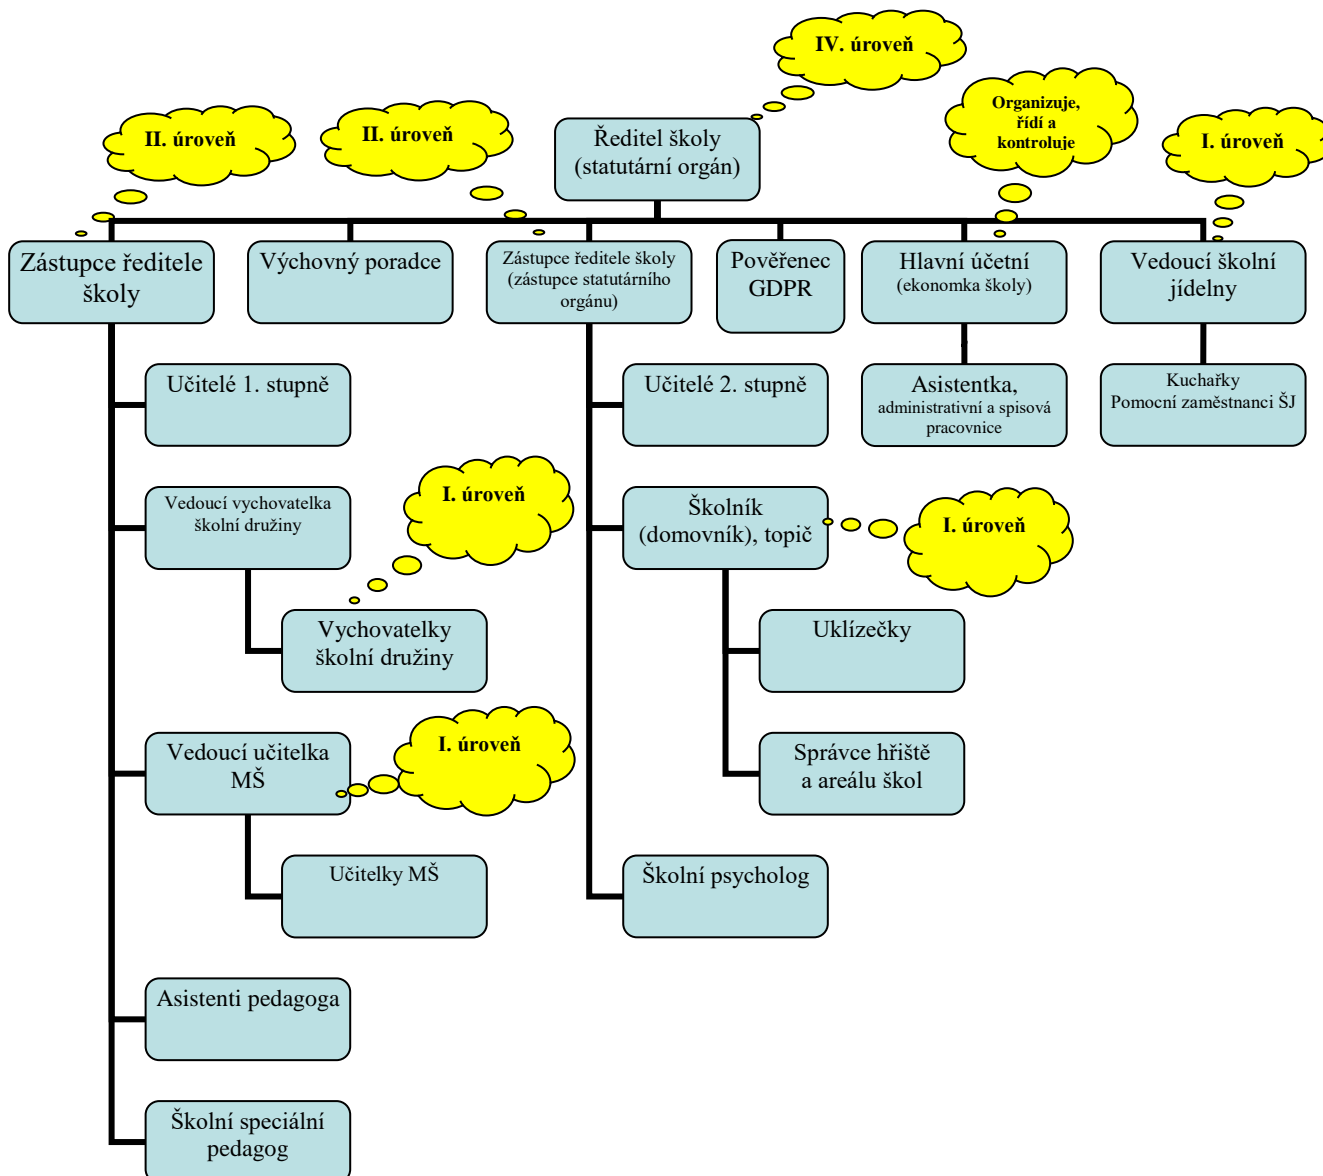 IV. úroveň
Organizuje,
řídí a
kontroluje
II. úroveň
II. úroveň
I. úroveň
Ředitel školy
(statutární orgán)
Zástupce ředitele
školy
Výchovný poradce
Zástupce ředitele školy
(zástupce statutárního
orgánu)
Pověřenec
GDPR
Hlavní účetní
(ekonomka školy)
Vedoucí školní
jídelny
Učitelé 1. stupně
Učitelé 2. stupně
Asistentka,
administrativní a spisová
pracovnice
Kuchařky
Pomocní zaměstnanci ŠJ
Vedoucí vychovatelka
školní družiny
I. úroveň
Školník
(domovník), topič
I. úroveň
Vychovatelky
školní družiny
Uklízečky
Vedoucí učitelka
MŠ
I. úroveň
Správce hřiště
a areálu škol
Učitelky MŠ
Školní psycholog
Asistenti pedagoga
Školní speciální
pedagog